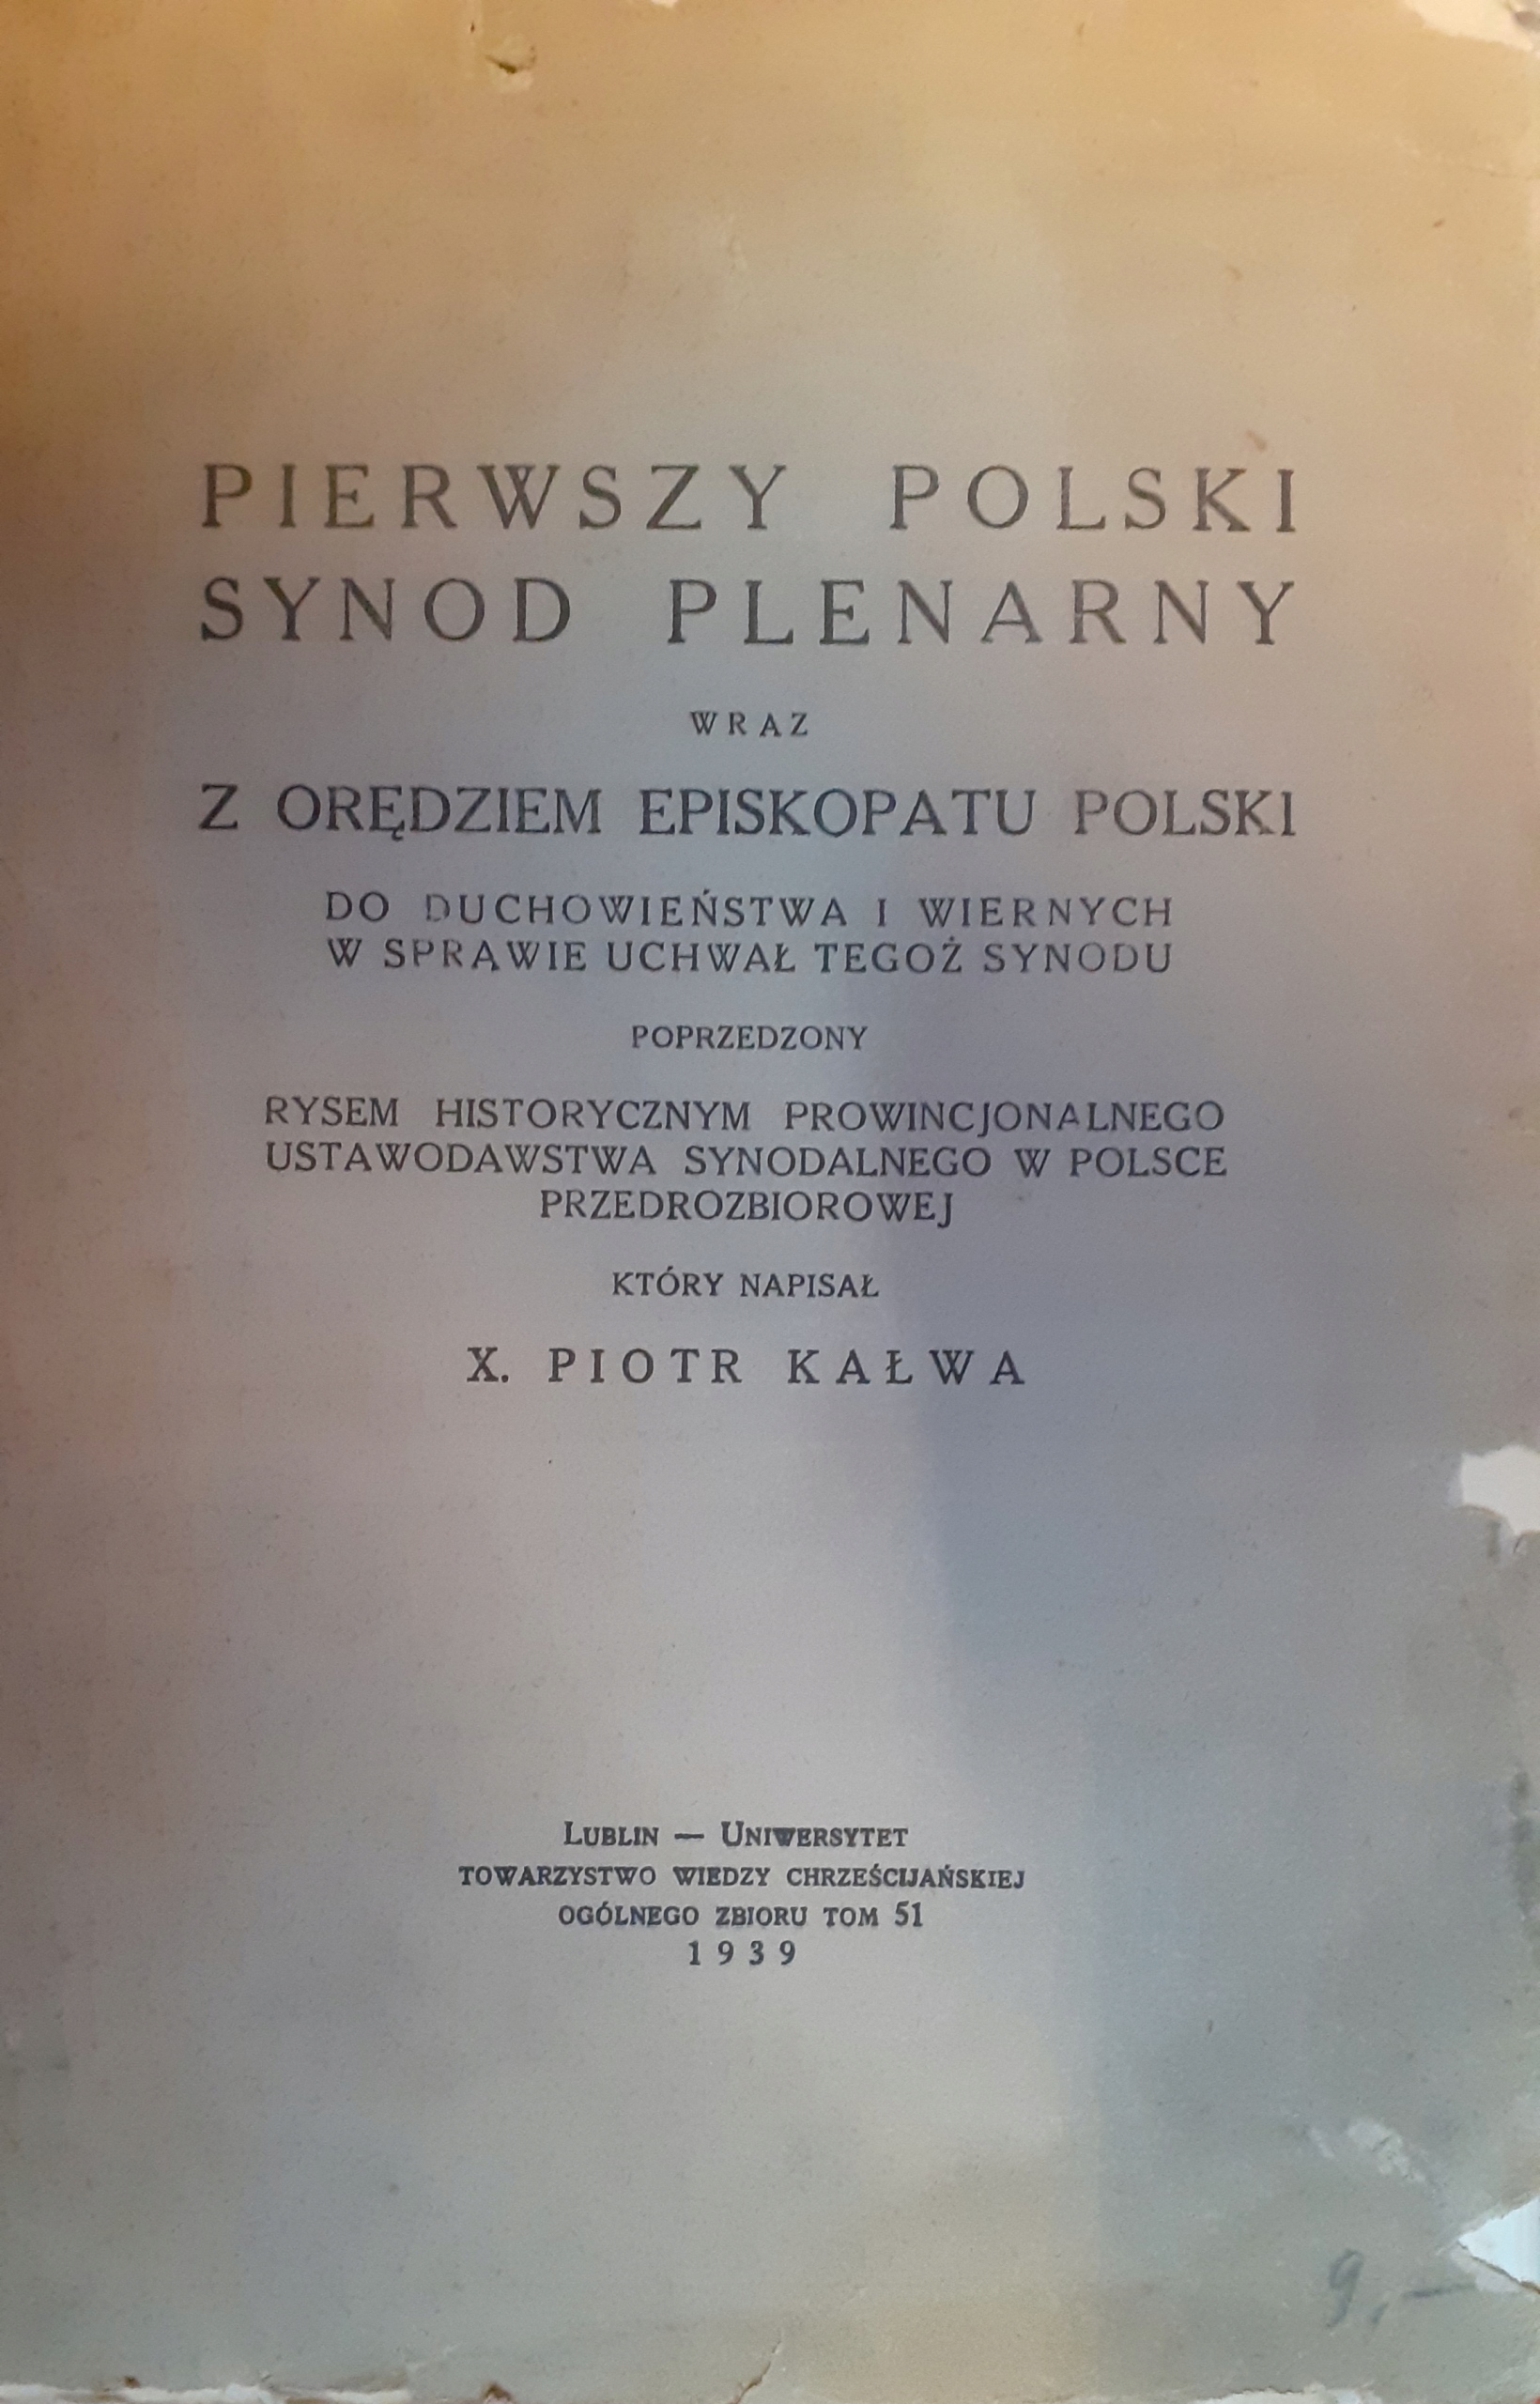 PIERWSZY POLSKI
SYNOD PLENARNY
WRAZ
Z ORĘDZIEM EPISKOPATU POLSKI
DO DUCHOWIEŃSTWA I WIERNYCH
W SPRAWIE UCHWAŁ TEGOŻ SYNODU
POPRZEDZONY
RYSEM HISTORYCZNYM PROWINCJONALNEGO
USTAWODAWSTWA SYNODALNEGO W POLSCE
PRZEDROZBIOROWEJ
KTÓRY NAPISAŁ
X. PIOTR KAŁWA
LUBLIN — UNIWERSYTET
TOWARZYSTWO WIEDZY CHRZEŚCIJAŃSKIEJ
OGÓLNEGO ZBIORU TOM 51
1939
9,—